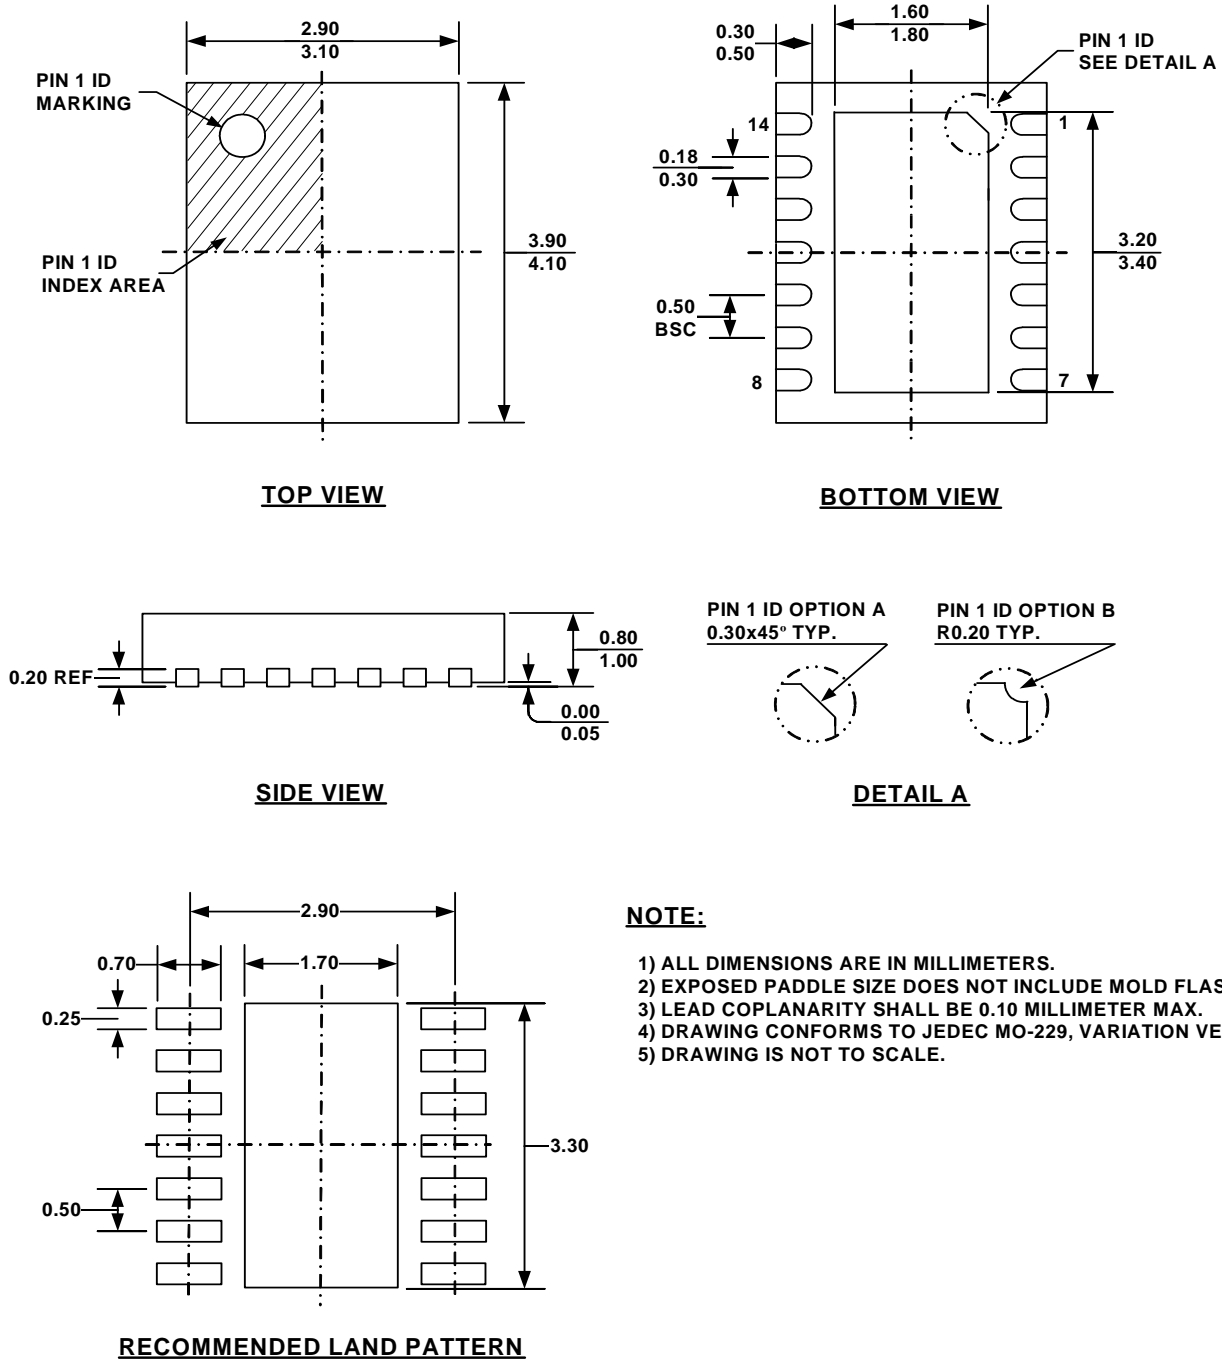 2.90
3.10
PIN 1 ID
MARKING
PIN 1 ID
INDEX AREA
3.90
4.10
TOP VIEW
1.60
1.80
0.30
0.50
PIN 1 ID
SEE DETAIL A
14
1
0.18
0.30
3.20
3.40
0.50
BSC
8
7
BOTTOM VIEW
0.20 REF
0.80
1.00
0.00
0.05
SIDE VIEW
PIN 1 ID OPTION A
0.30x45° TYP.
PIN 1 ID OPTION B
R0.20 TYP.
DETAIL A
2.90
0.70
1.70
0.25
3.30
0.50
RECOMMENDED LAND PATTERN
NOTE:
1) ALL DIMENSIONS ARE IN MILLIMETERS.
2) EXPOSED PADDLE SIZE DOES NOT INCLUDE MOLD FLAS
3) LEAD COPLANARITY SHALL BE 0.10 MILLIMETER MAX.
4) DRAWING CONFORMS TO JEDEC MO-229, VARIATION VE
5) DRAWING IS NOT TO SCALE.